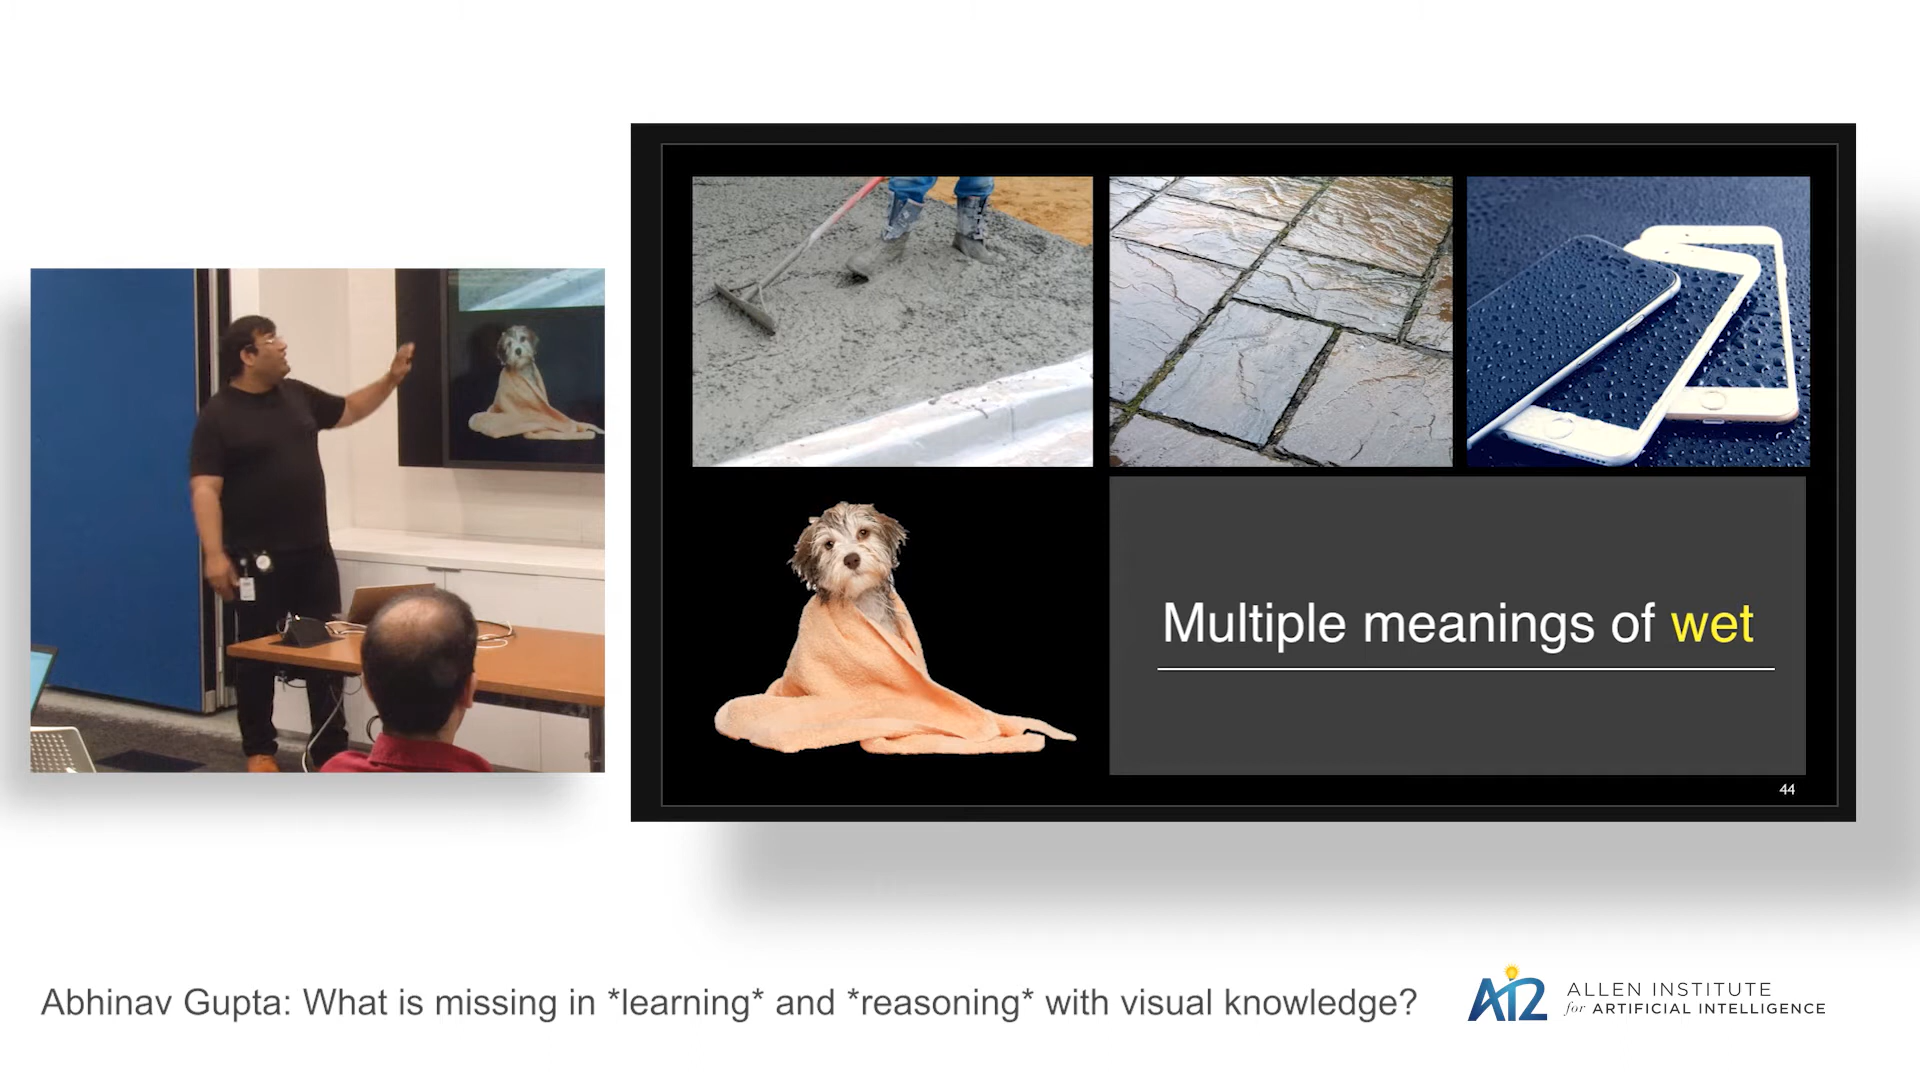 Multiple meanings of wet
44
Abhinav Gupta: What is missing in *learning* and *reasoning* with visual knowledge?
AI2
ALLEN INSTITUTE
for ARTIFICIAL INTELLIGENCE